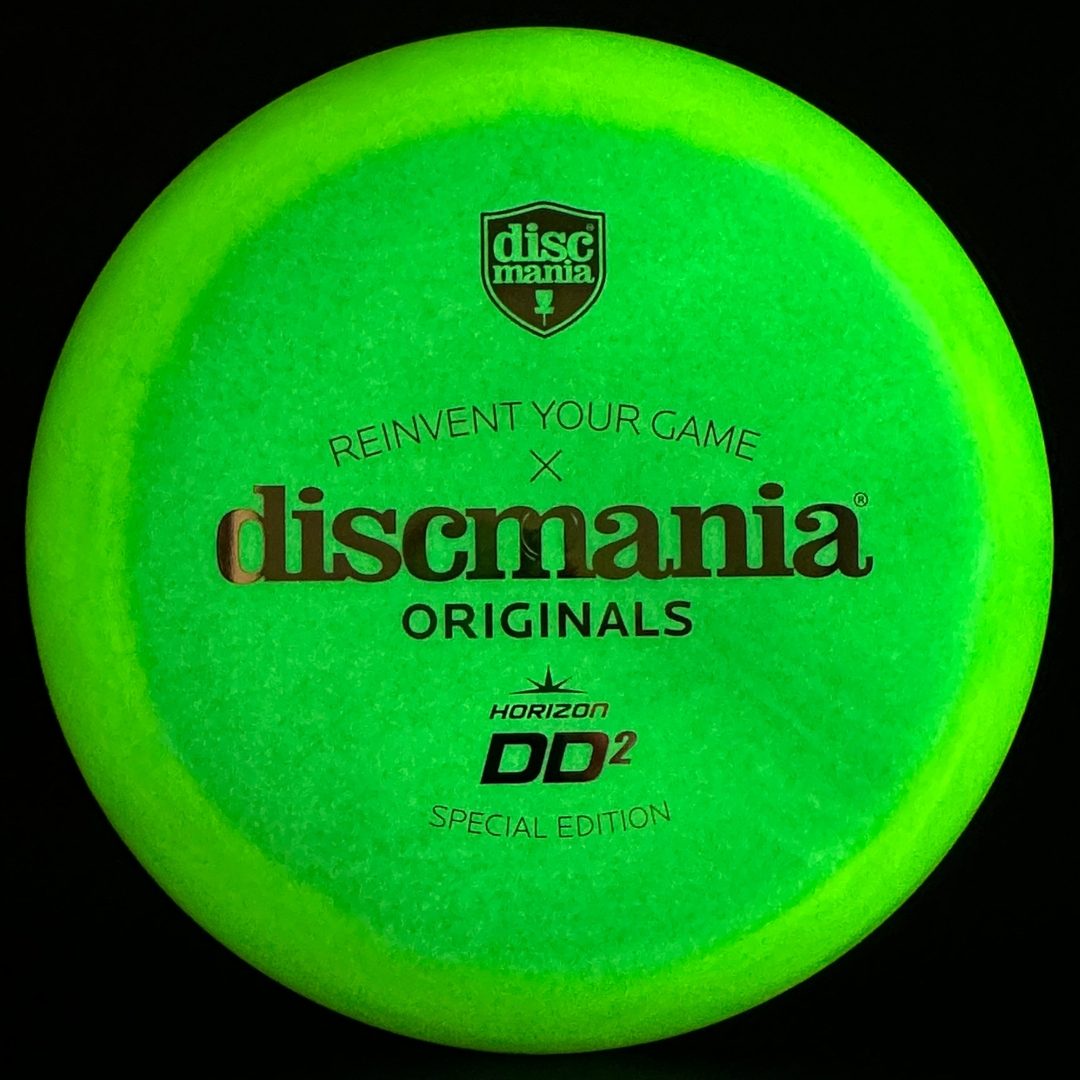 disc
mania
REINVENT YOUR GAME
X
discmania®
ORIGINALS
HORIZON
DD²
SPECIAL EDITION